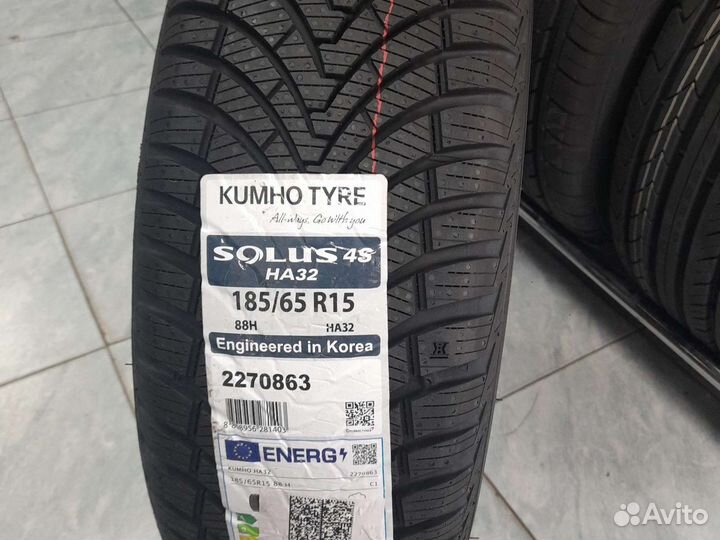 KUMHO TYRE
All-ways. Go With you
SOLUS 4S
HA32
185/65 R15
88H HA32
Engineered in Korea
2270863
ENERG
KUMHO HA32 2270863
185/65R15 88 H C1
Avito